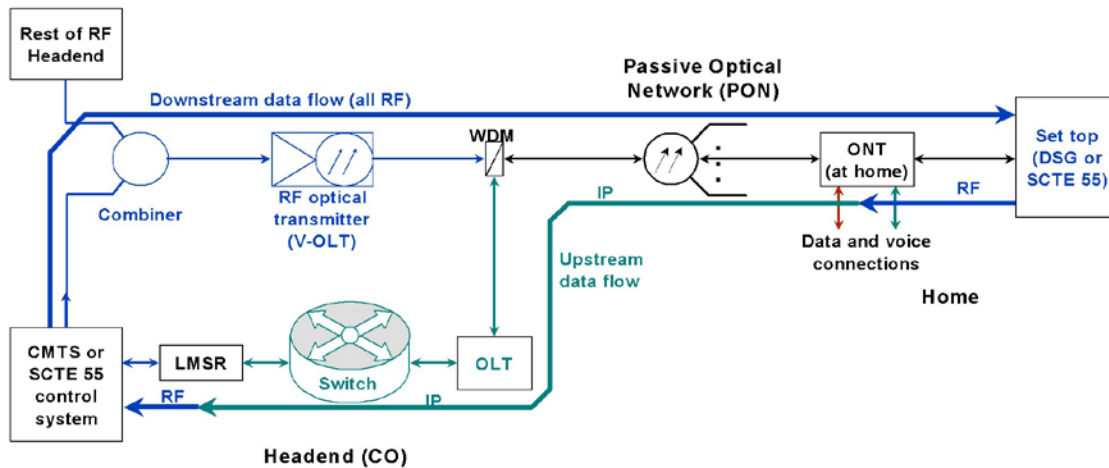 Rest of RF
Headend
Passive Optical
Network (PON)
Downstream data flow (all RF)
WDM
Set top
(DSG or
SCTE 55)
ONT
(at home)
Combiner
RF optical
transmitter
(V-OLT)
IP
RF
Upstream
data flow
Data and voice
connections
Home
CMTS or
SCTE 55
control
system
LMSR
Switch
OLT
RF
IP
Headend (CO)